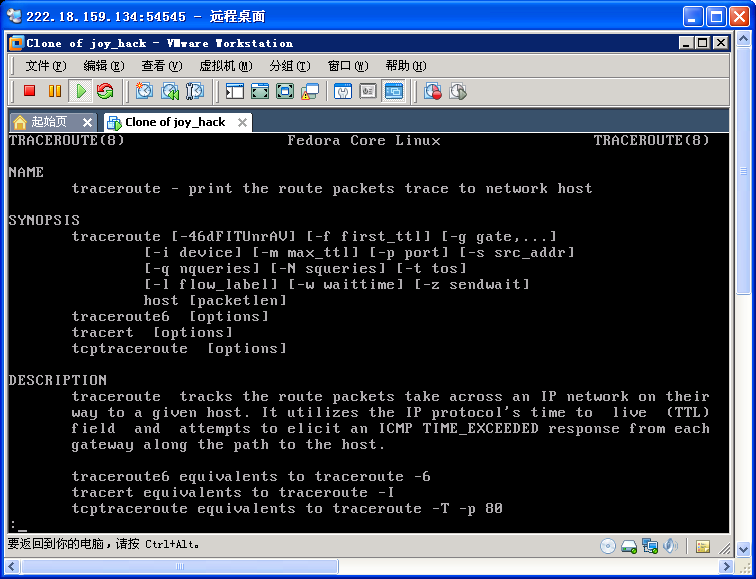 222.18.159.134:54545 - 远程桌面
Clone of joy_hack - VMware Workstation
文件(F) 编辑(E) 查看(V) 虚拟机(M) 分组(T) 窗口(W) 帮助(H)
起始页 Clone of joy_hack
TRACEROUTE(8) Fedora Core Linux TRACEROUTE(8)
NAME
traceroute - print the route packets trace to network host
SYNOPSIS
traceroute [-46dFITUnrAV] [-f first_ttl] [-g gate,...]
[-i device] [-m max_ttl] [-p port] [-s src_addr]
[-q nqueries] [-N squeries] [-t tos]
[-l flow_label] [-w waittime] [-z sendwait]
host [packetlen]
traceroute6 [options]
tracert [options]
tcptraceroute [options]
DESCRIPTION
traceroute tracks the route packets take across an IP network on their
way to a given host. It utilizes the IP protocol's time to live (TTL)
field and attempts to elicit an ICMP TIME_EXCEEDED response from each
gateway along the path to the host.
traceroute6 equivalents to traceroute -6
tracert equivalents to traceroute -I
tcptraceroute equivalents to traceroute -T -p 80
:_
要返回到你的电脑，请按 Ctrl+Alt。